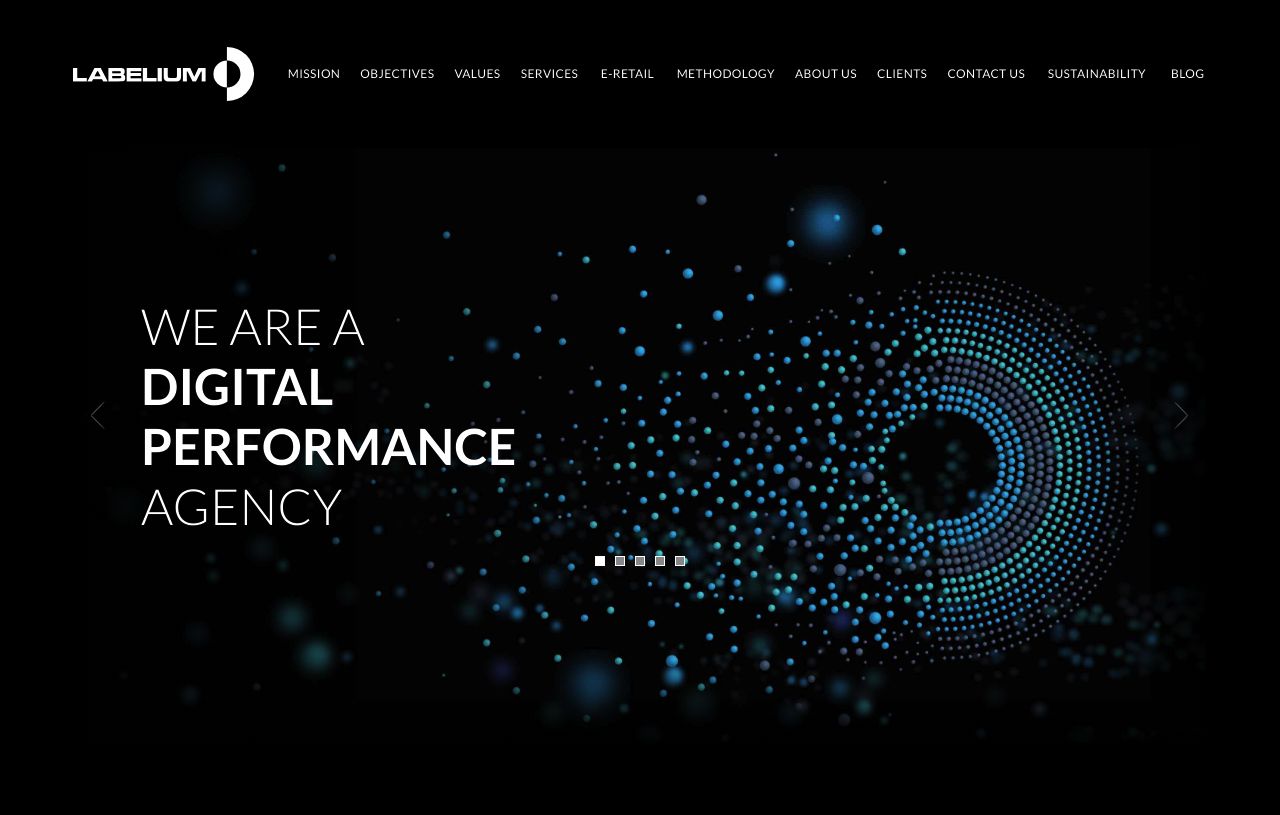 LABELIUM
MISSION OBJECTIVES VALUES SERVICES E-RETAIL METHODOLOGY ABOUT US CLIENTS CONTACT US SUSTAINABILITY BLOG
WE ARE A
DIGITAL
PERFORMANCE
AGENCY